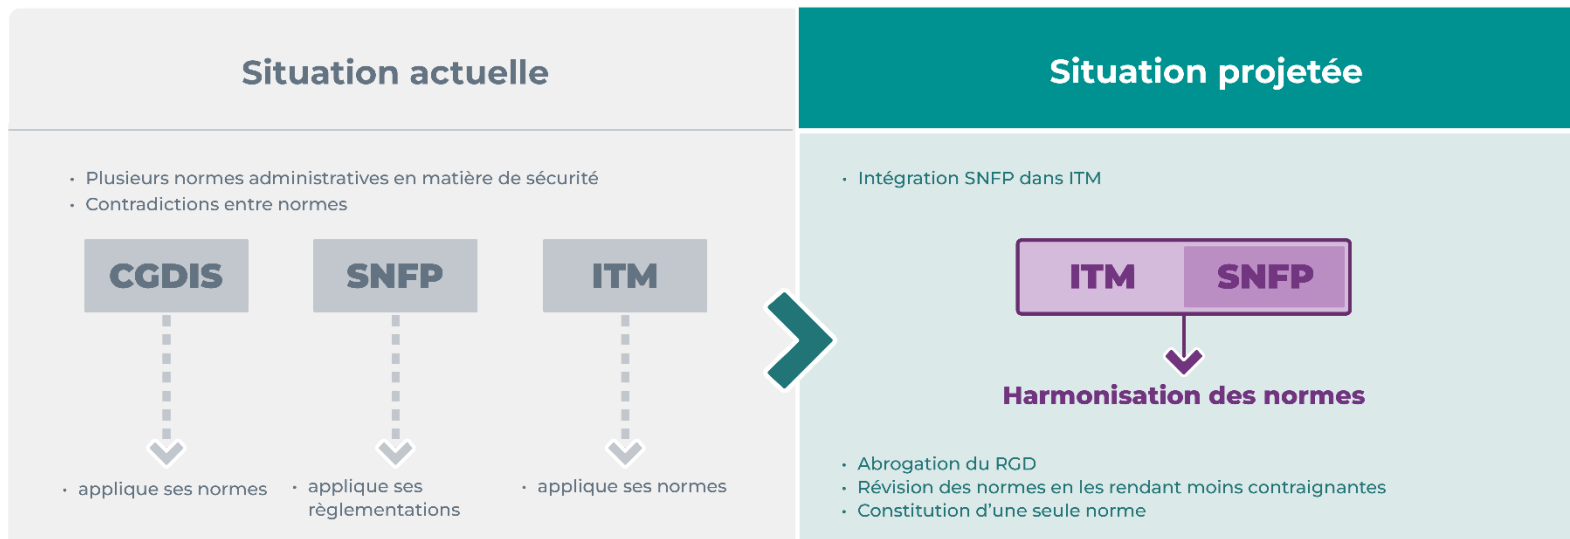 Situation actuelle
• Plusieurs normes administratives en matière de sécurité
• Contradictions entre normes
CGDIS
SNFP
ITM
• applique ses normes
• applique ses
règlementations
• applique ses normes
Situation projetée
• Intégration SNFP dans ITM
ITM
SNFP
Harmonisation des normes
• Abrogation du RGD
• Révision des normes en les rendant moins contraignantes
• Constitution d’une seule norme